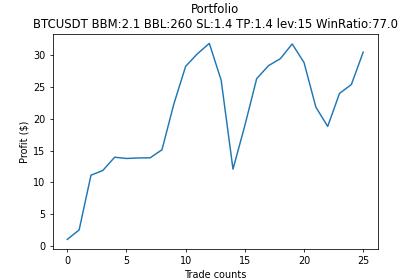 Portfolio
BTCUSDT BBM:2.1 BBL:260 SL:1.4 TP:1.4 lev:15 WinRatio:77.0
30
25
20
15
10
5
0
Profit ($)
0 5 10 15 20 25
Trade counts